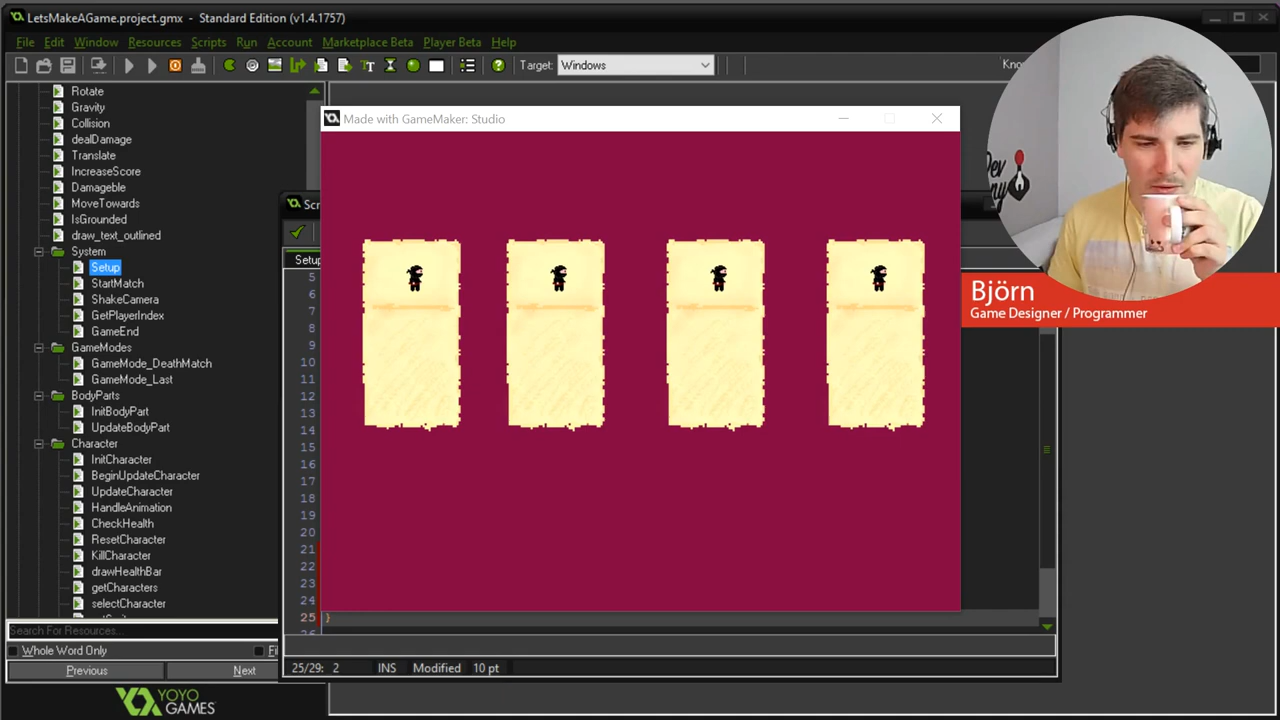 LetsMakeAGame.project.gmx - Standard Edition (v1.4.1757)
File Edit Window Resources Scripts Run Account Marketplace Beta Player Beta Help
Target: Windows
Rotate
Gravity
Collision
dealDamage
Translate
IncreaseScore
Damageble
MoveTowards
IsGrounded
draw_text_outlined
System
Setup
StartMatch
ShakeCamera
GetPlayerIndex
GameEnd
GameModes
GameMode_DeathMatch
GameMode_Last
BodyParts
InitBodyPart
UpdateBodyPart
Character
InitCharacter
BeginUpdateCharacter
UpdateCharacter
HandleAnimation
CheckHealth
ResetCharacter
KillCharacter
drawHealthBar
getCharacters
selectCharacter
Search For Resources...
Whole Word Only
Previous Next
YOYO
GAMES
Made with GameMaker: Studio
Setup
5
6
7
8
9
10
11
12
13
14
15
16
17
18
19
20
21
22
23
24
25 }
25/29: 2 INS Modified 10 pt
Björn
Game Designer / Programmer